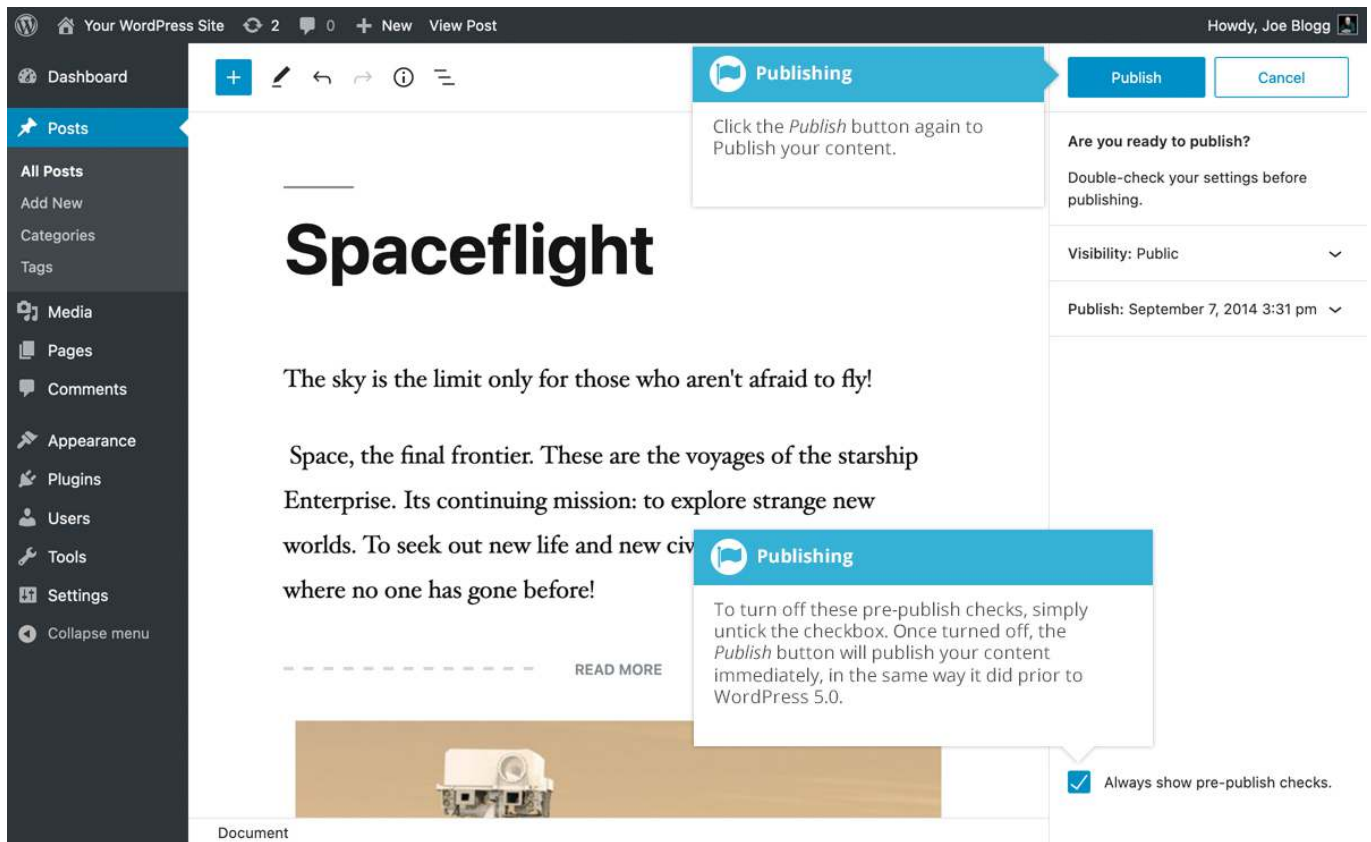 Your WordPress Site 2 0 New View Post Howdy, Joe Blogg
Dashboard
Posts
All Posts
Add New
Categories
Tags
Media
Pages
Comments
Appearance
Plugins
Users
Tools
Settings
Collapse menu
Publishing
Click the Publish button again to
Publish your content.
Publish Cancel
Are you ready to publish?
Double-check your settings before
publishing.
Visibility: Public
Publish: September 7, 2014 3:31 pm
Spaceflight
The sky is the limit only for those who aren't afraid to fly!
Space, the final frontier. These are the voyages of the starship
Enterprise. Its continuing mission: to explore strange new
worlds. To seek out new life and new civ
where no one has gone before!
READ MORE
Publishing
To turn off these pre-publish checks, simply
untick the checkbox. Once turned off, the
Publish button will publish your content
immediately, in the same way it did prior to
WordPress 5.0.
Always show pre-publish checks.
Document